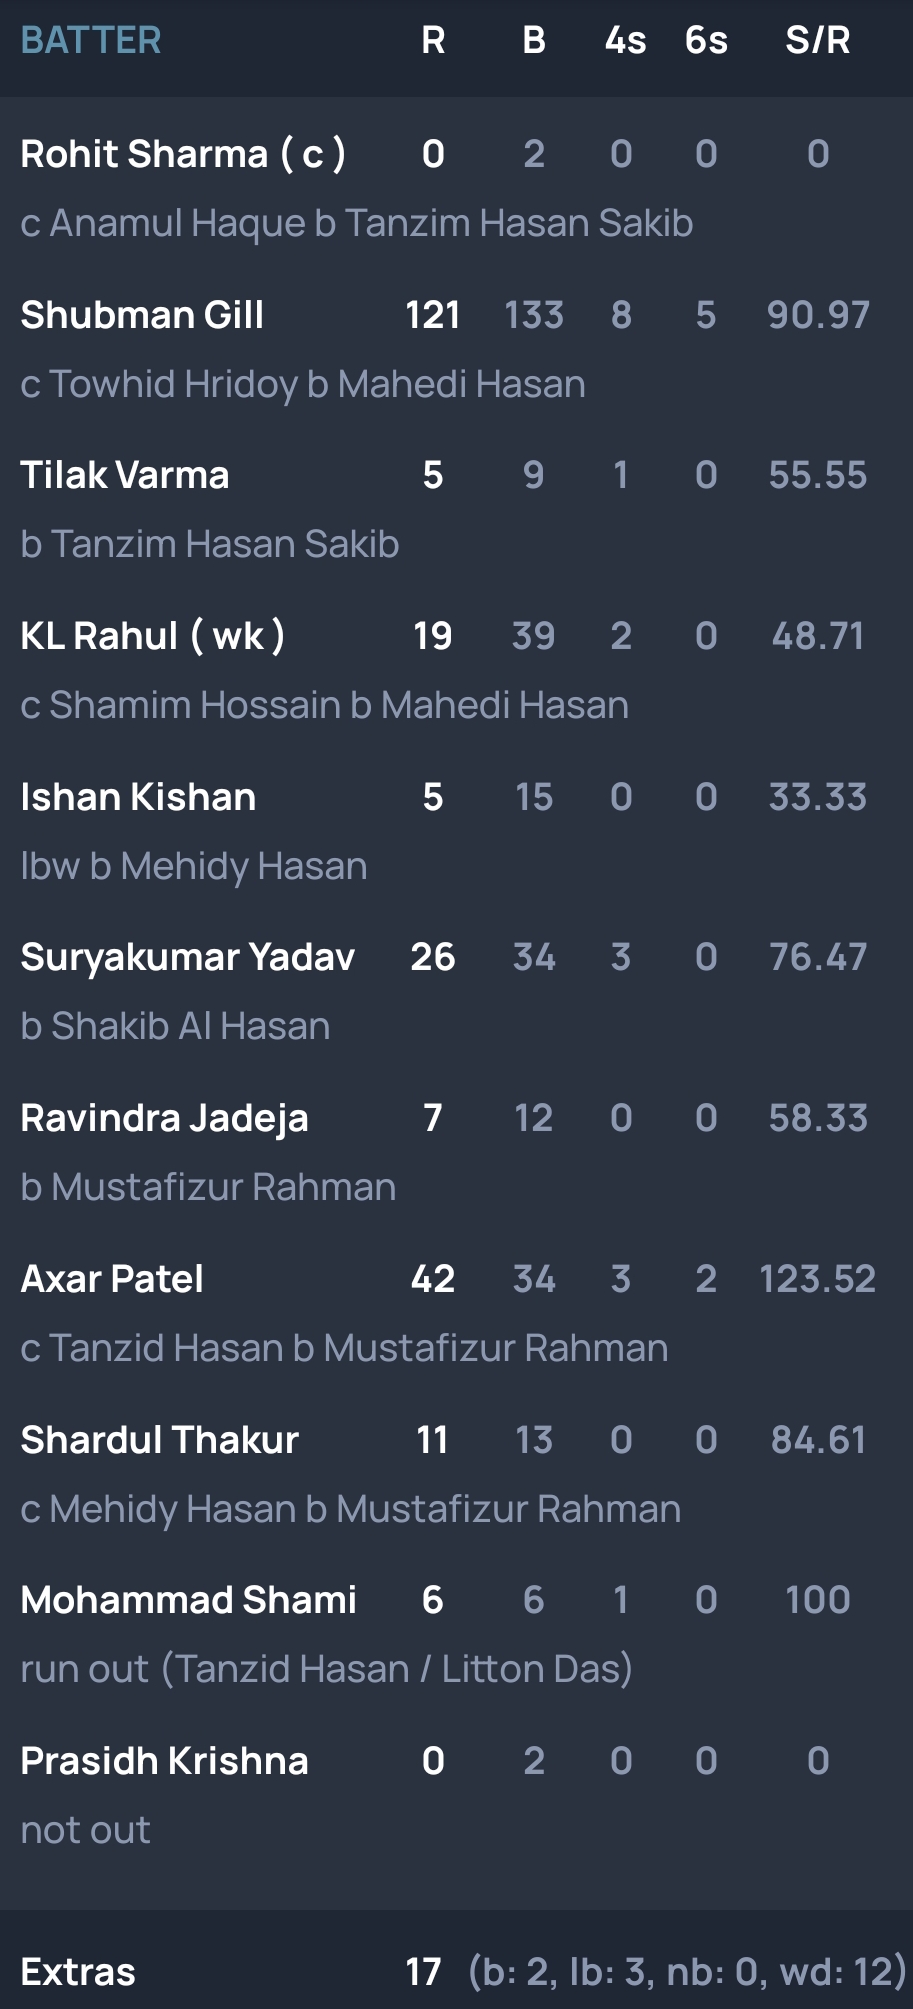 BATTER R B 4s 6s S/R
Rohit Sharma ( c ) 0 2 0 0 0
c Anamul Haque b Tanzim Hasan Sakib
Shubman Gill 121 133 8 5 90.97
c Towhid Hridoy b Mahedi Hasan
Tilak Varma 5 9 1 0 55.55
b Tanzim Hasan Sakib
KL Rahul ( wk ) 19 39 2 0 48.71
c Shamim Hossain b Mahedi Hasan
Ishan Kishan 5 15 0 0 33.33
lbw b Mehidy Hasan
Suryakumar Yadav 26 34 3 0 76.47
b Shakib Al Hasan
Ravindra Jadeja 7 12 0 0 58.33
b Mustafizur Rahman
Axar Patel 42 34 3 2 123.52
c Tanzid Hasan b Mustafizur Rahman
Shardul Thakur 11 13 0 0 84.61
c Mehidy Hasan b Mustafizur Rahman
Mohammad Shami 6 6 1 0 100
run out (Tanzid Hasan / Litton Das)
Prasidh Krishna 0 2 0 0 0
not out
Extras 17 (b: 2, lb: 3, nb: 0, wd: 12)